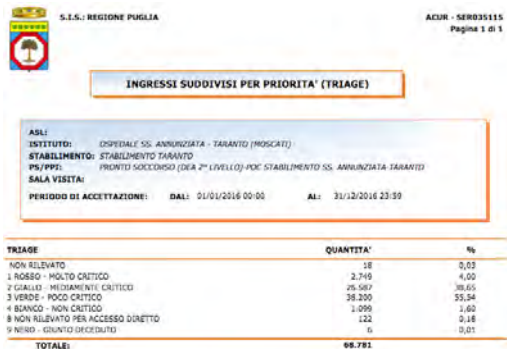 S.I.S.: REGIONE PUGLIA
ACUR - SER035115
Pagina 1 di 1
INGRESSI SUDDIVISI PER PRIORITA' (TRIAGE)
ASL:
ISTITUTO: OSPEDALE SS. ANNUNZIATA - TARANTO (MOSCATI)
STABILIMENTO: STABILIMENTO TARANTO
PS/PPI: PRONTO SOCCORSO (DEA 2° LIVELLO)-POC STABILIMENTO SS. ANNUNZIATA-TARANTO
SALA VISITA:
PERIODO DI ACCETTAZIONE: DAL: 01/01/2016 00:00 AL: 31/12/2016 23:59
TRIAGE QUANTITA' %
NON RILEVATO 18 0,03
1 ROSSO - MOLTO CRITICO 2.749 4,00
2 GIALLO - MEDIAMENTE CRITICO 26.587 38,65
3 VERDE - POCO CRITICO 38.200 55,54
4 BIANCO - NON CRITICO 1.099 1,60
8 NON RILEVATO PER ACCESSO DIRETTO 122 0,18
9 NERO - GIUNTO DECEDUTO 6 0,01
TOTALE: 68.781